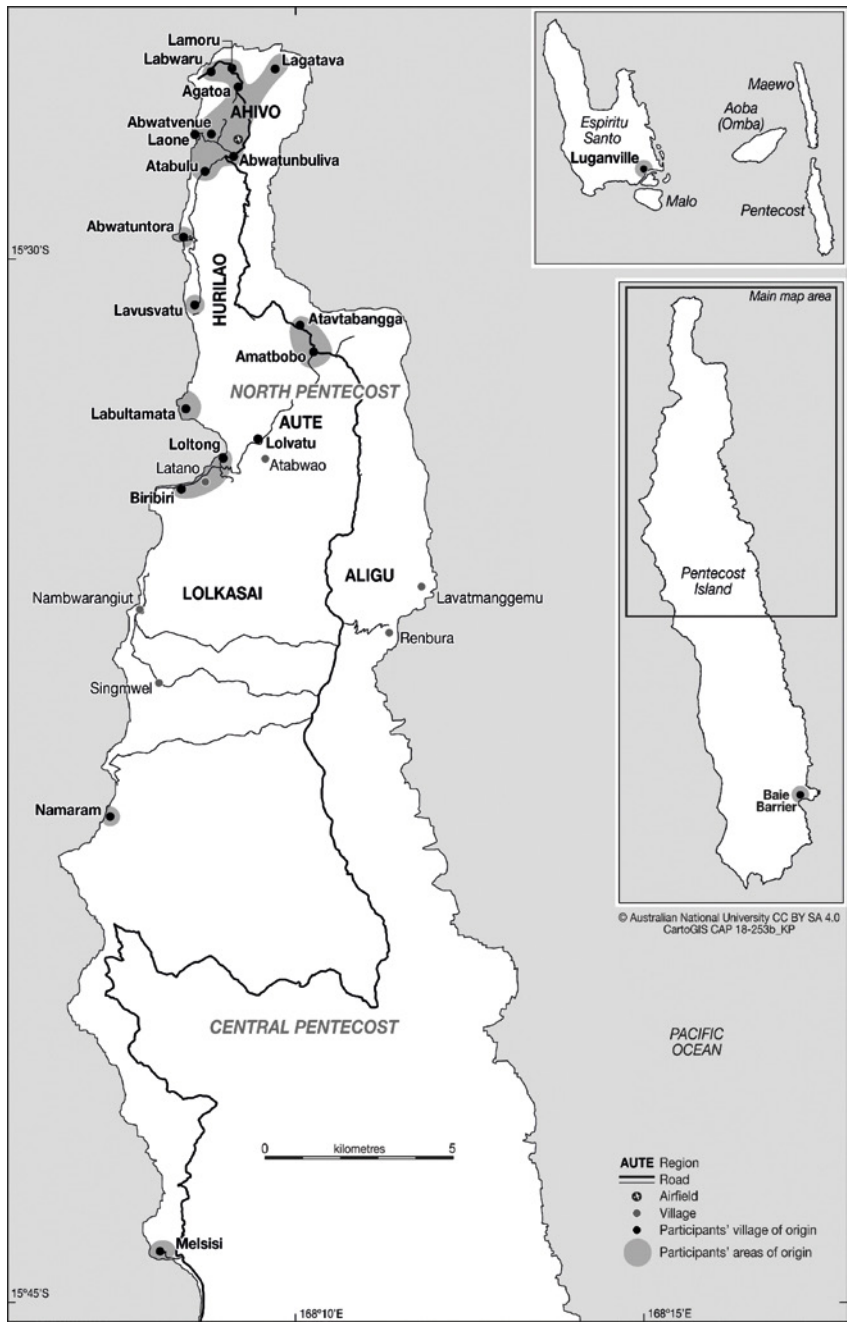 Lamoru
Labwaru
Lagatava
Agatoa
AHIVO
Abwatvenue
Laone
Abwatunbuliva
Atabulu
Abwatuntora
15°30'S
HURILAO
Lavusvatu
Atavtabangga
Amatbobo
NORTH PENTECOST
Labultamata
AUTE
Loltong
Lolvatu
Latano
Atabwao
Biribiri
ALIGU
Nambwarangiut
LOLKASAI
Lavatmanggemu
Renbura
Singmwel
Namaram
CENTRAL PENTECOST
0 kilometres 5
Melsisi
15°45'S
168°10'E
168°15'E
Maewo
Aoba
(Omba)
Espiritu
Santo
Luganville
Malo
Pentecost
Main map area
Pentecost
Island
Baie
Barrier
© Australian National University CC BY SA 4.0
CartoGIS CAP 18-253b_KP
PACIFIC
OCEAN
AUTE Region
Road
Airfield
Village
Participants' village of origin
Participants' areas of origin